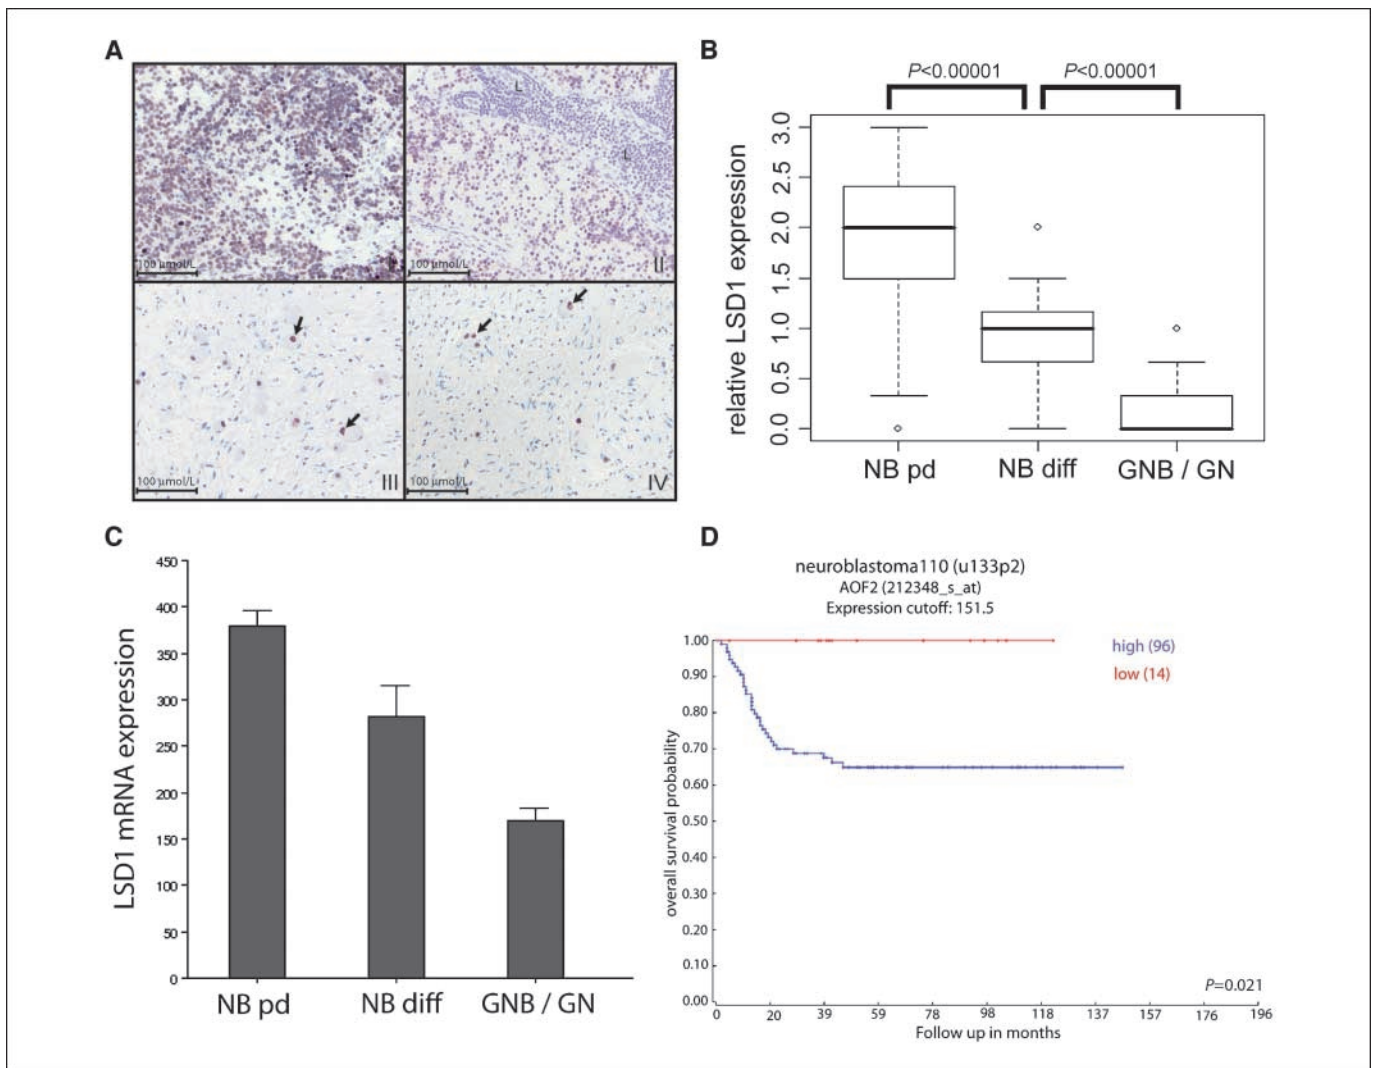 A
L
L
I
II
100 µmol/L
100 µmol/L
III
IV
100 µmol/L
100 µmol/L
B
P<0.00001
P<0.00001
relative LSD1 expression
3.0
2.5
2.0
1.5
1.0
0.5
0.0
NB pd
NB diff
GNB / GN
C
LSD1 mRNA expression
450
400
350
300
250
200
150
100
50
0
NB pd
NB diff
GNB / GN
D
neuroblastoma110 (u133p2)
AOF2 (212348_s_at)
Expression cutoff: 151.5
high (96)
low (14)
overall survival probability
1.00
0.90
0.80
0.70
0.60
0.50
0.40
0.30
0.20
0.10
0.00
P=0.021
0 20 39 59 78 98 118 137 157 176 196
Follow up in months